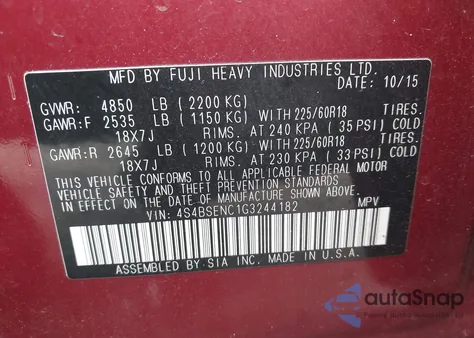 MFD BY FUJI HEAVY INDUSTRIES LTD.
DATE: 10/15
GVWR: 4850 LB (2200 KG)
GAWR:F 2535 LB (1150 KG) WITH 225/60R18 TIRES.
18X7J RIMS. AT 240 KPA (35 PSI) COLD
GAWR:R 2645 LB (1200 KG) WITH 225/60R18 TIRES.
18X7J RIMS. AT 230 KPA (33 PSI) COLD
THIS VEHICLE CONFORMS TO ALL APPLICABLE FEDERAL MOTOR
VEHICLE SAFETY, BUMPER AND THEFT PREVENTION STANDARDS
IN EFFECT ON THE DATE OF MANUFACTURE SHOWN ABOVE.
VIN: 4S4BSENC1G3244182 MPV
ASSEMBLED BY SIA INC. MADE IN U.S.A.
autoSnap